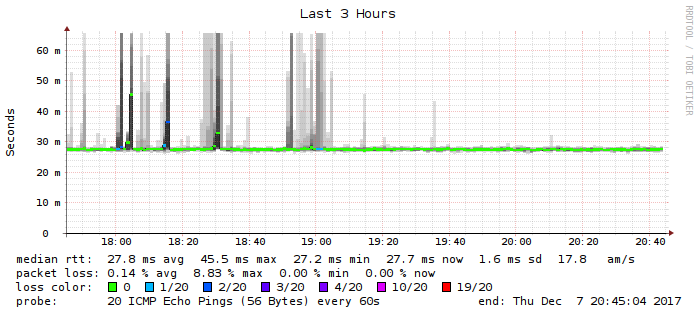 Last 3 Hours
RRDTOOL / TOBI OETIKER
Seconds
60 m
50 m
40 m
30 m
20 m
10 m
0
18:00 18:20 18:40 19:00 19:20 19:40 20:00 20:20 20:40
median rtt: 27.8 ms avg 45.5 ms max 27.2 ms min 27.7 ms now 1.6 ms sd 17.8 am/s
packet loss: 0.14 % avg 8.83 % max 0.00 % min 0.00 % now
loss color: 0 1/20 2/20 3/20 4/20 10/20 19/20
probe: 20 ICMP Echo Pings (56 Bytes) every 60s end: Thu Dec 7 20:45:04 2017